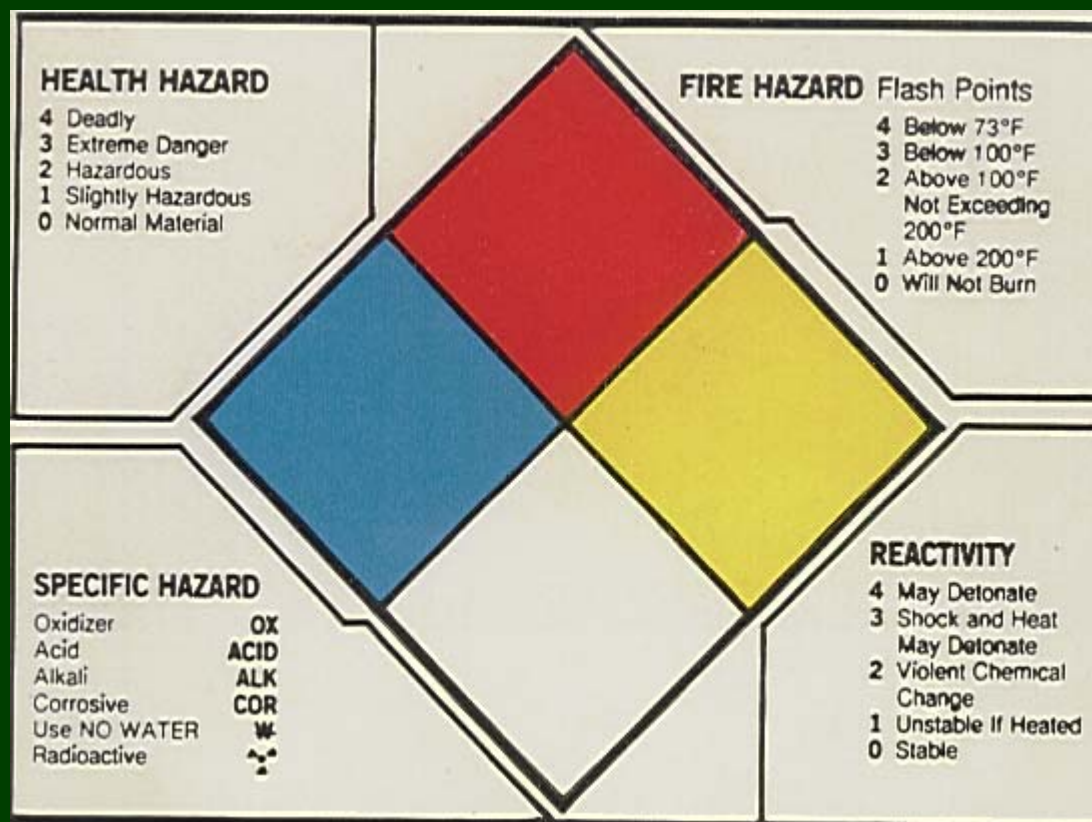 HEALTH HAZARD
4 Deadly
3 Extreme Danger
2 Hazardous
1 Slightly Hazardous
0 Normal Material
FIRE HAZARD Flash Points
4 Below 73°F
3 Below 100°F
2 Above 100°F
Not Exceeding
200°F
1 Above 200°F
0 Will Not Burn
SPECIFIC HAZARD
Oxidizer OX
Acid ACID
Alkali ALK
Corrosive COR
Use NO WATER W̶
Radioactive
REACTIVITY
4 May Detonate
3 Shock and Heat
May Detonate
2 Violent Chemical
Change
1 Unstable If Heated
0 Stable